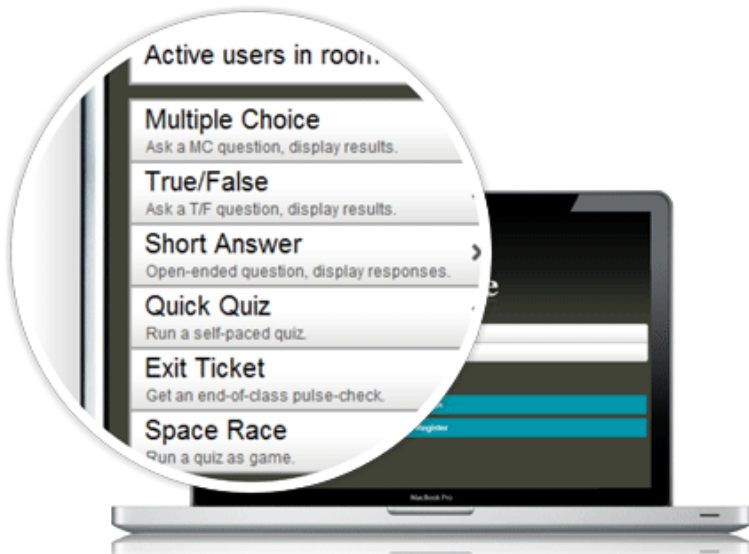 Active users in room
Multiple Choice
Ask a MC question, display results.
True/False
Ask a T/F question, display results.
Short Answer
Open-ended question, display responses.
Quick Quiz
Run a self-paced quiz.
Exit Ticket
Get an end-of-class pulse-check.
Space Race
Run a quiz as game.
e
Register
MacBook Pro